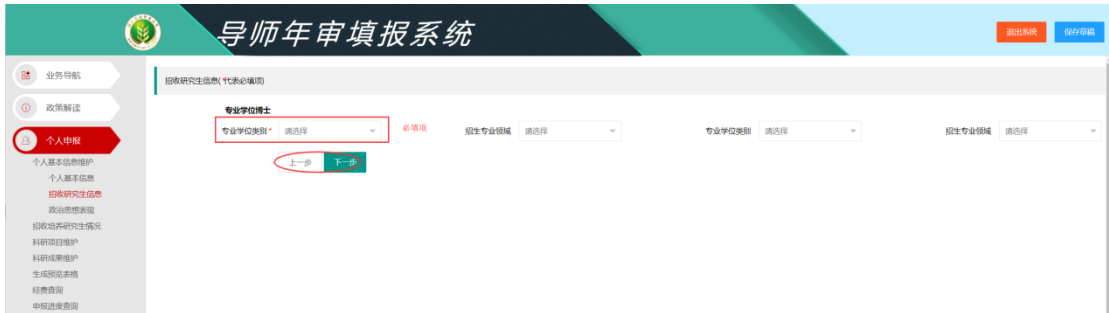 导师年审填报系统
退出系统 保存草稿
业务导航
招收研究生信息(*代表必填项)
政策解读
专业学位博士
专业学位类别* 请选择 必填项 招生专业领域 请选择 专业学位类别 请选择 招生专业领域 请选择
个人申报
上一步 下一步
个人基本信息维护
个人基本信息
招收研究生信息
政治思想表现
招收培养研究生情况
科研项目维护
科研成果维护
生成预览表格
经费查询
申报进度查询